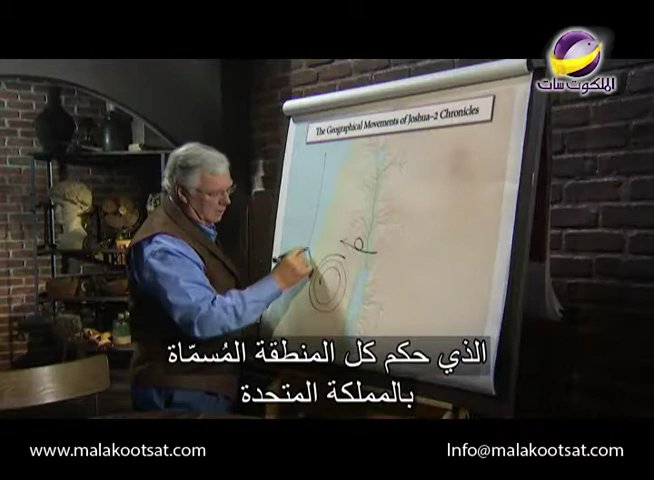 الملكوت سات
The Geographical Movements of Joshua-2 Chronicles
الذي حكم كل المنطقة المُسمّاة
بالمملكة المتحدة
www.malakootsat.com
Info@malakootsat.com